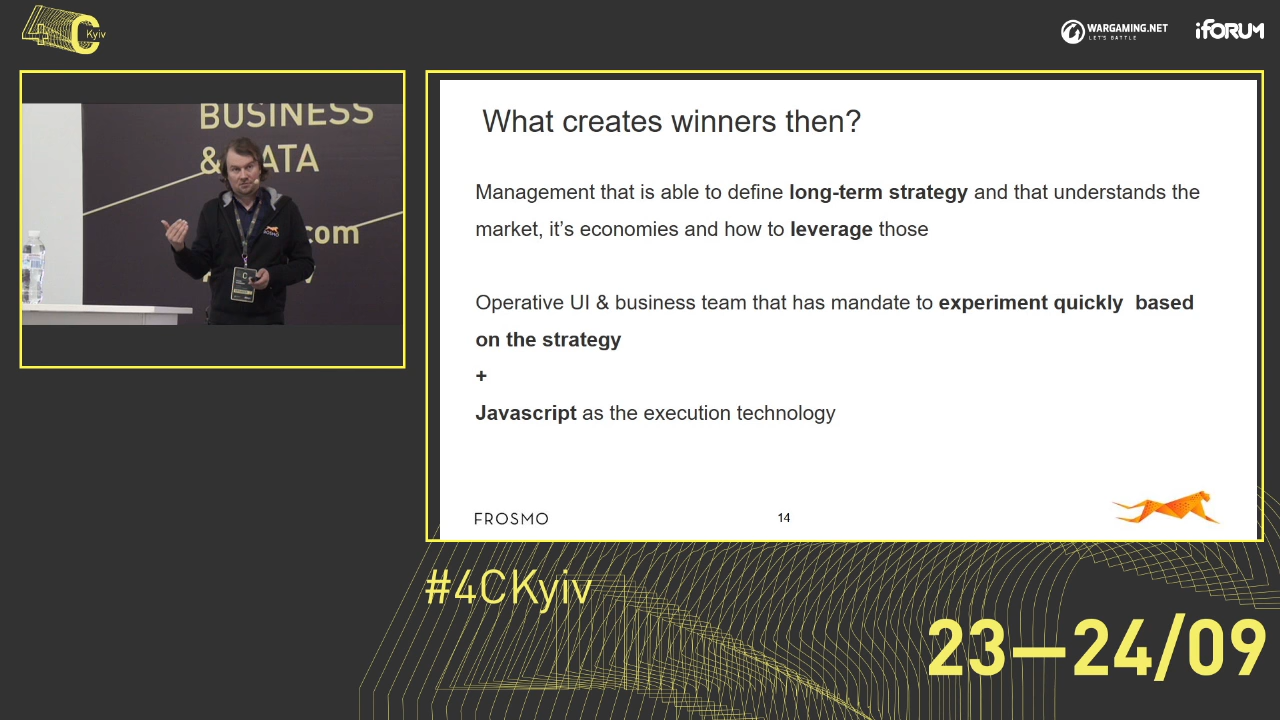 4C Kyiv
WARGAMING.NET
LET'S BATTLE
iFORUM
BUSINESS
& DATA
.com
FROSMO
What creates winners then?
Management that is able to define long-term strategy and that understands the
market, it’s economies and how to leverage those
Operative UI & business team that has mandate to experiment quickly based
on the strategy
+
Javascript as the execution technology
FROSMO
14
#4CKyiv
23—24/09